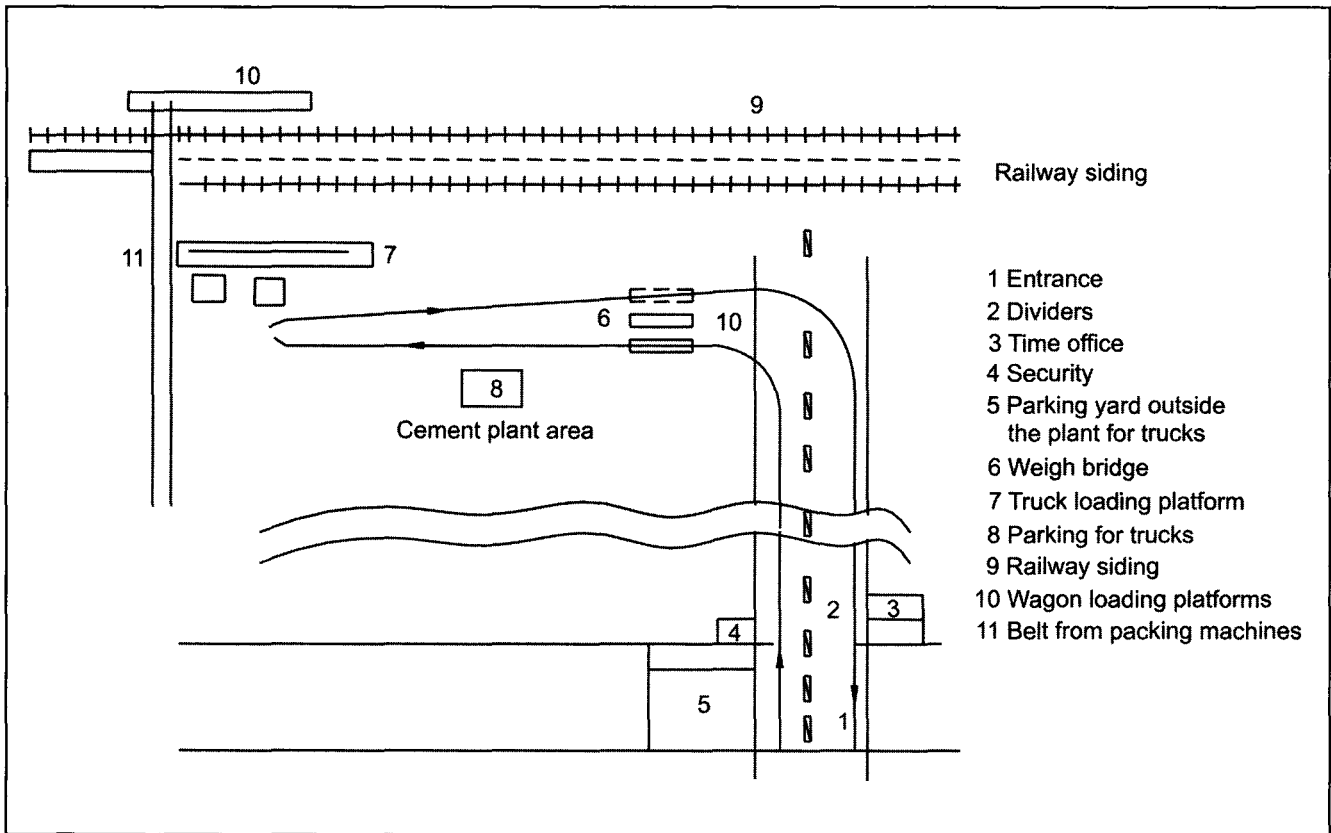 10
9
Railway siding
11
7
6
10
8
Cement plant area
1 Entrance
2 Dividers
3 Time office
4 Security
5 Parking yard outside
the plant for trucks
6 Weigh bridge
7 Truck loading platform
8 Parking for trucks
9 Railway siding
10 Wagon loading platforms
11 Belt from packing machines
2
3
4
5
1